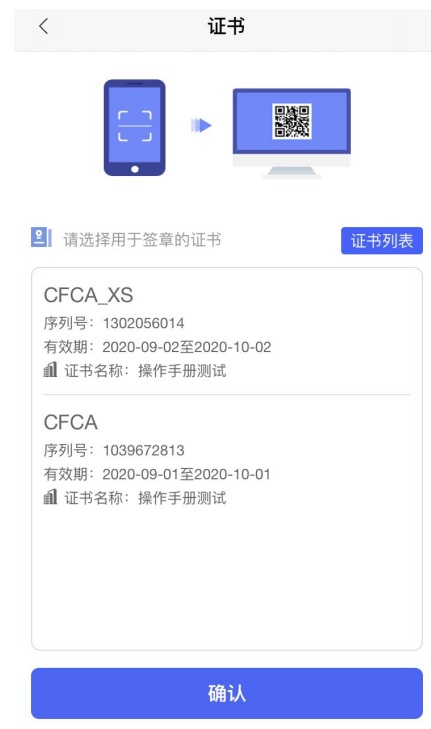 证书
请选择用于签章的证书
证书列表
CFCA_XS
序列号：1302056014
有效期：2020-09-02至2020-10-02
证书名称：操作手册测试
CFCA
序列号：1039672813
有效期：2020-09-01至2020-10-01
证书名称：操作手册测试
确认